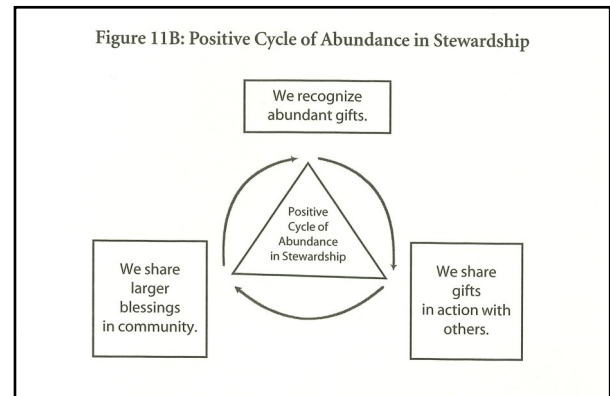 Figure 11B: Positive Cycle of Abundance in Stewardship
We recognize
abundant gifts.
Positive
Cycle of
Abundance
in Stewardship
We share
larger
blessings
in community.
We share
gifts
in action with
others.